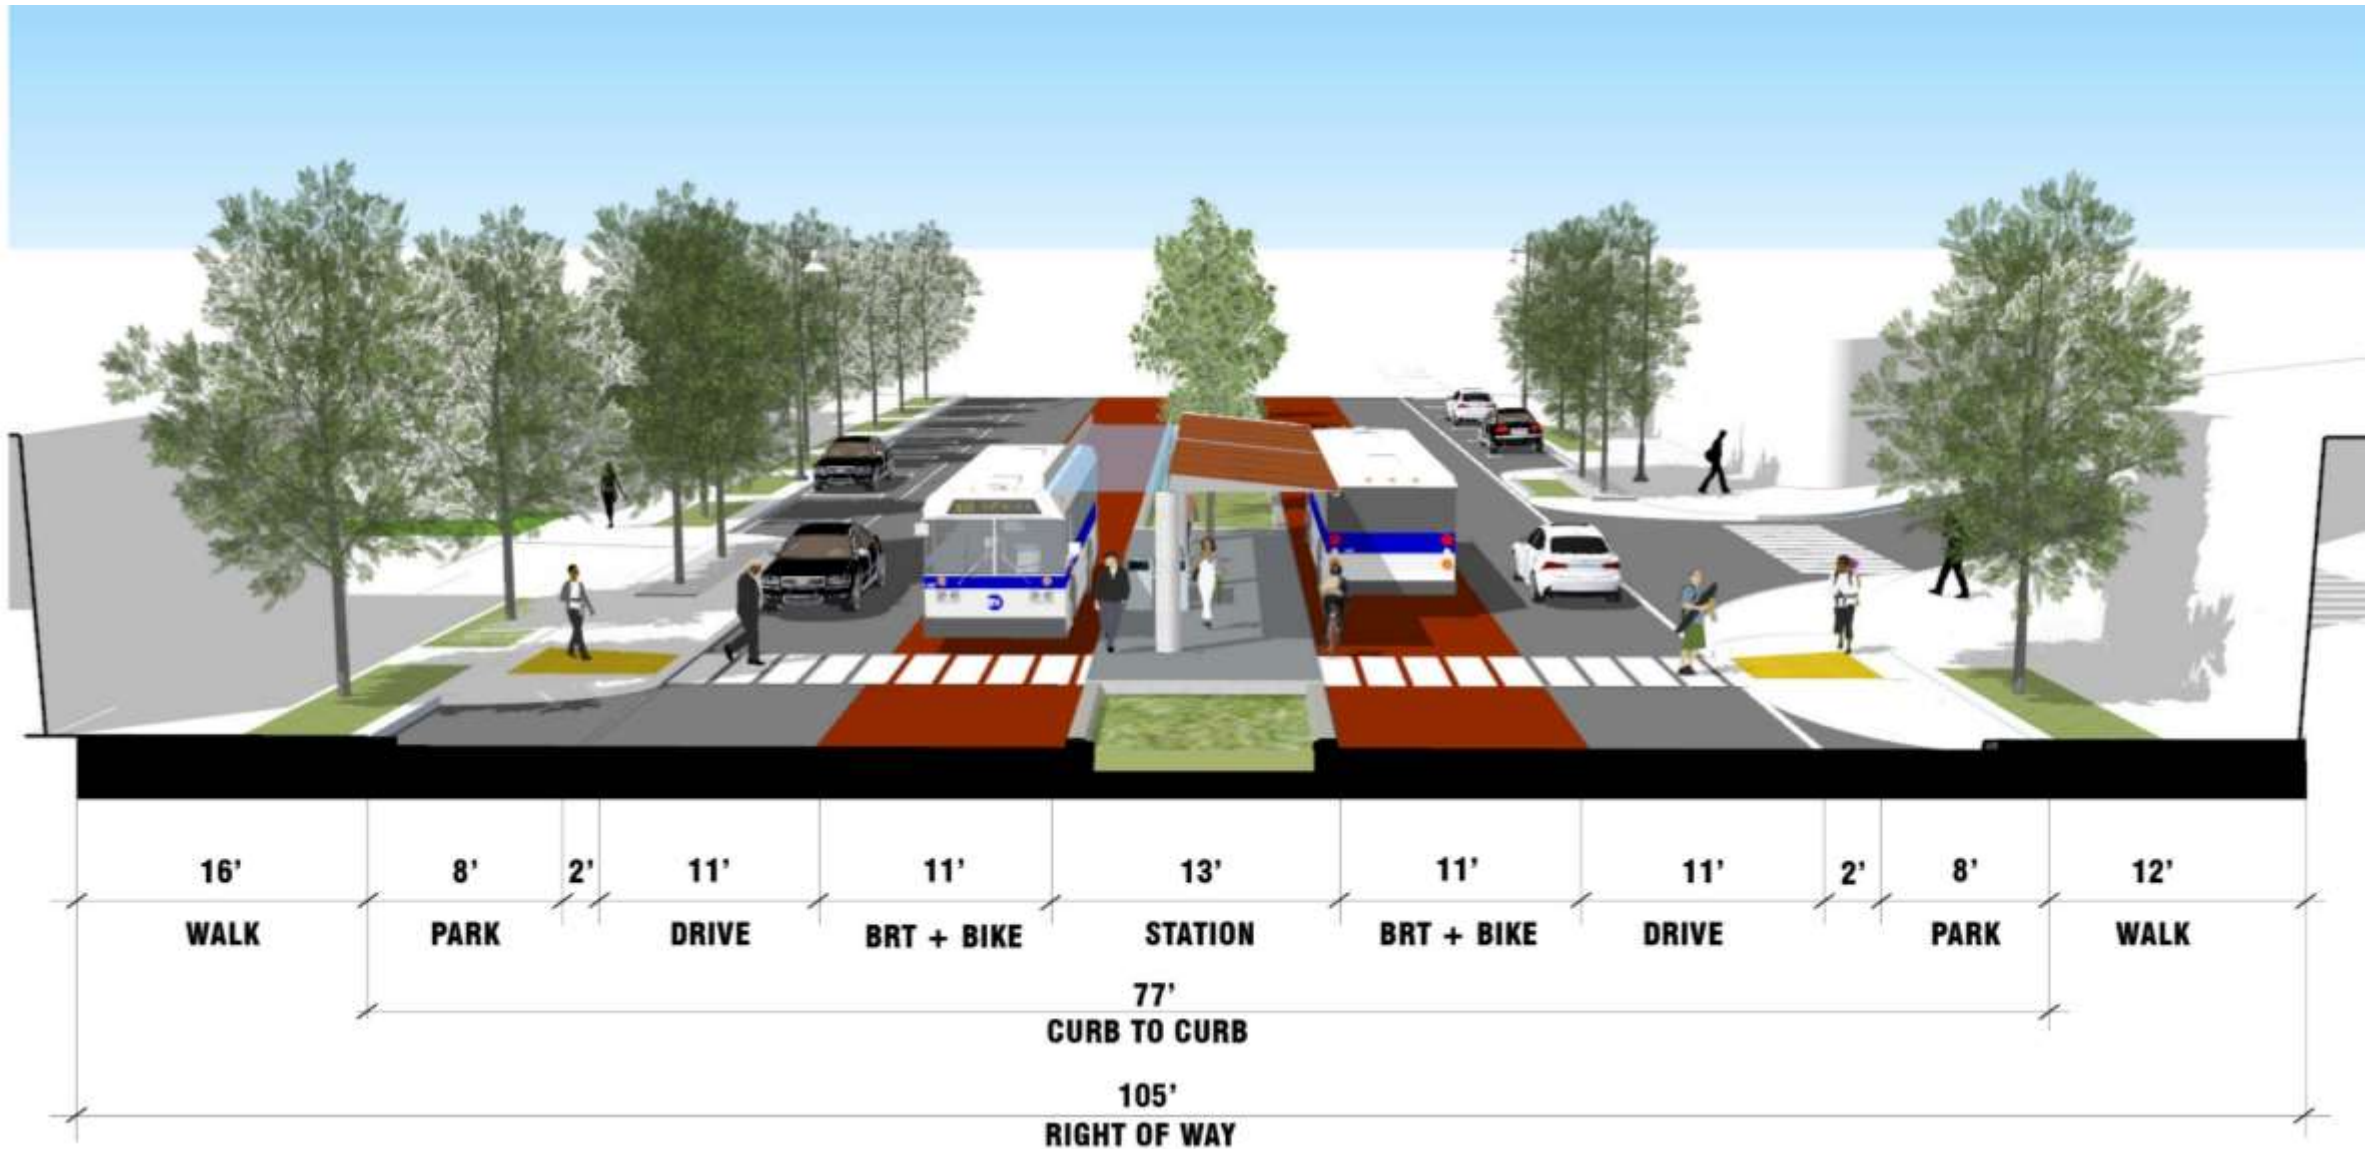 16' 8' 2' 11' 11' 13' 11' 11' 2' 8' 12'
WALK PARK DRIVE BRT + BIKE STATION BRT + BIKE DRIVE PARK WALK
77'
CURB TO CURB
105'
RIGHT OF WAY